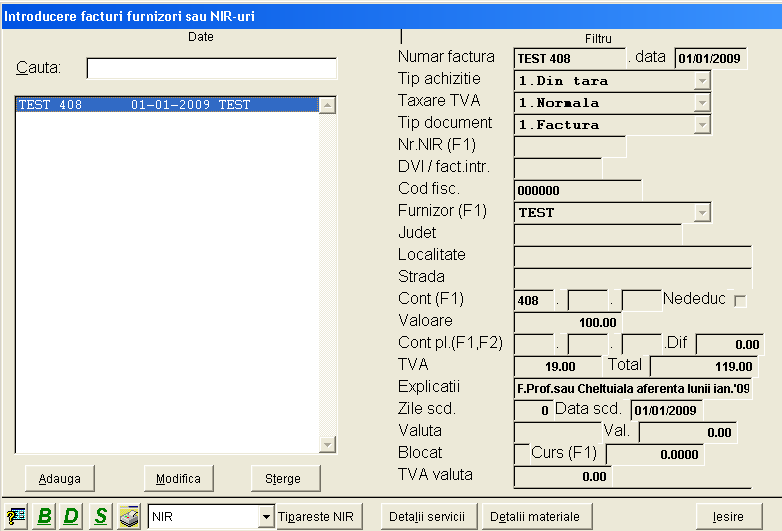 Introducere facturi furnizori sau NIR-uri
Date
Filtru
Cauta:
TEST 408 01-01-2009 TEST
Numar factura TEST 408 . data 01/01/2009
Tip achizitie 1.Din tara
Taxare TVA 1.Normala
Tip document 1.Factura
Nr.NIR (F1)
DVI / fact.intr.
Cod fisc. 000000
Furnizor (F1) TEST
Judet
Localitate
Strada
Cont (F1) 408 . . Nededuc
Valoare 100.00
Cont pl.(F1,F2) . . .Dif 0.00
TVA 19.00 Total 119.00
Explicatii F.Prof.sau Cheltuiala aferenta lunii ian.'09
Zile scd. 0 Data scd. 01/01/2009
Valuta Val. 0.00
Blocat Curs (F1) 0.0000
TVA valuta 0.00
Adauga Modifica Sterge
B D S NIR Tipareste NIR Detalii servicii Detalii materiale Iesire